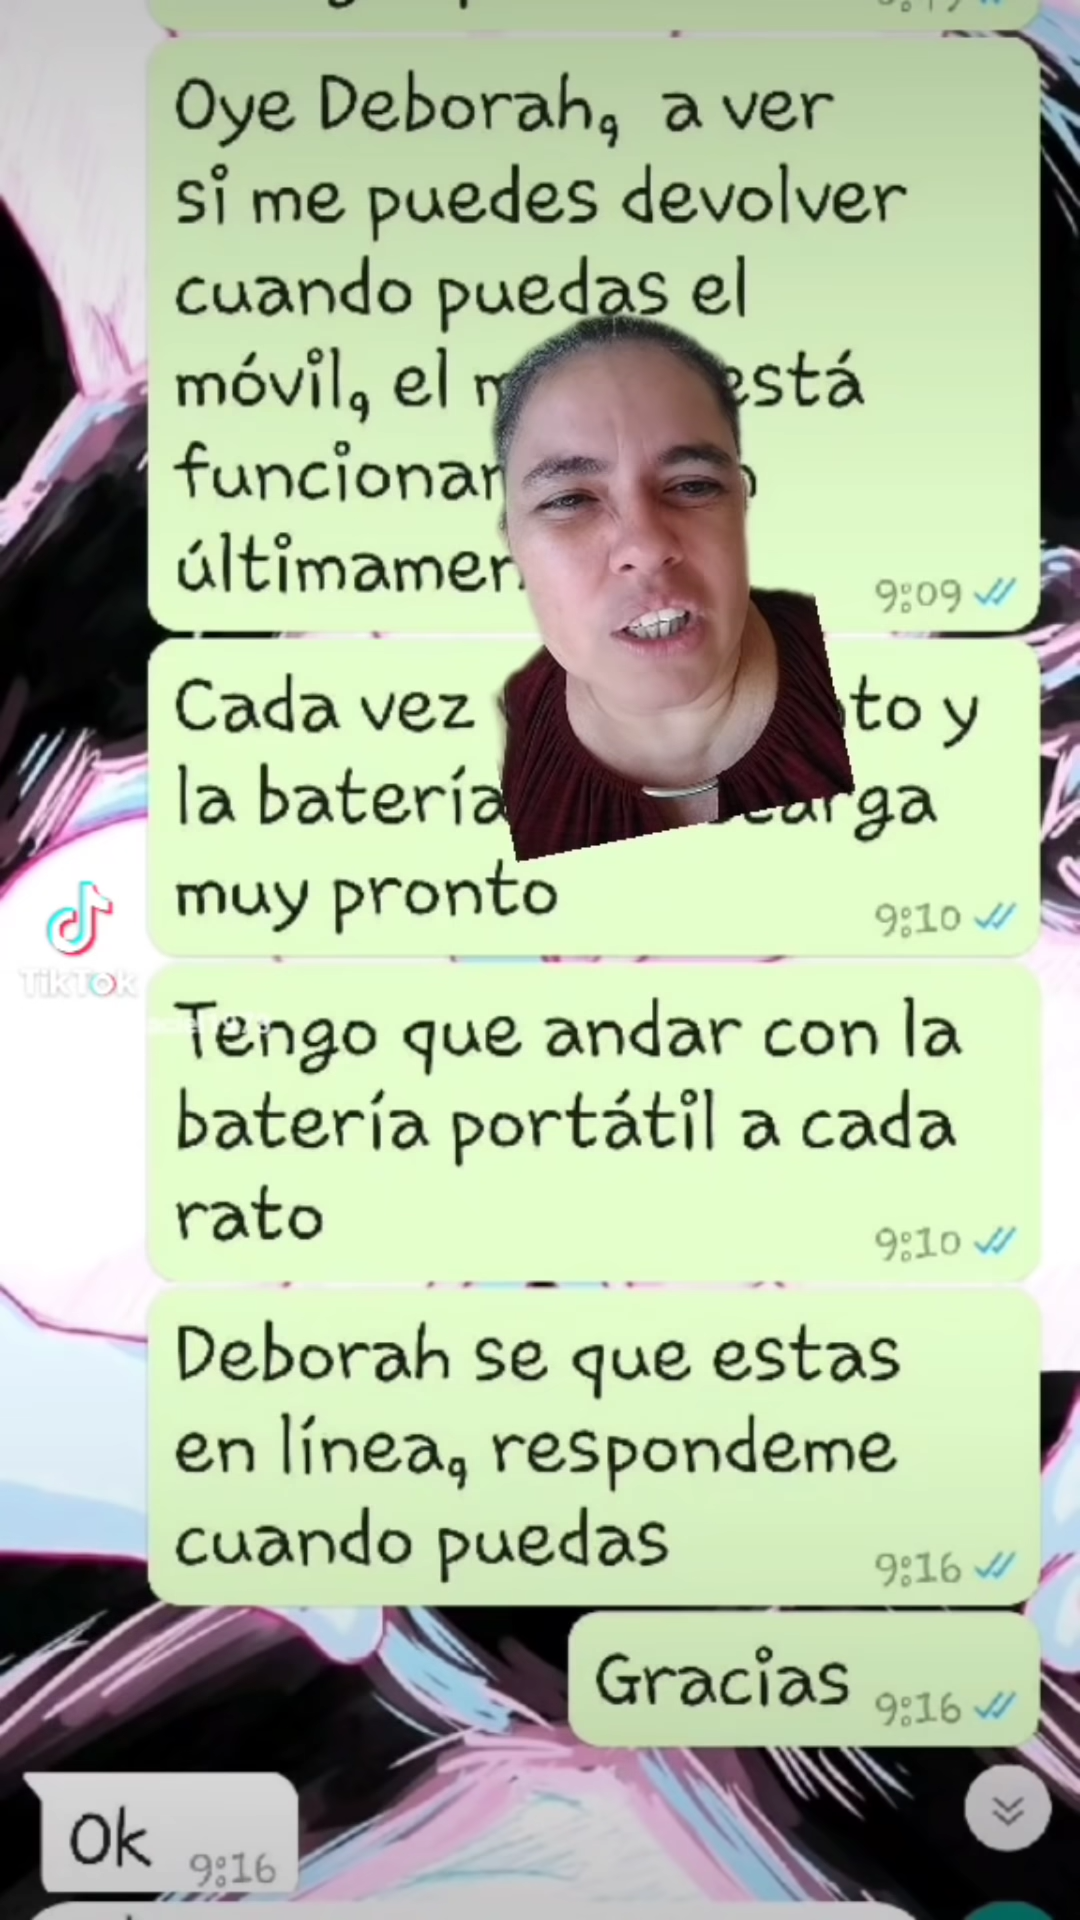 Oye Deborah, a ver
si me puedes devolver
cuando puedas el
móvil, el está
últimamen
9:09
Cada vez y
la batería
muy pronto
9:10
TikTok
Tengo que andar con la
batería portátil a cada
rato
9:10
Deborah se que estas
en línea, respondeme
cuando puedas
9:16
Gracias
9:16
Ok
9:16